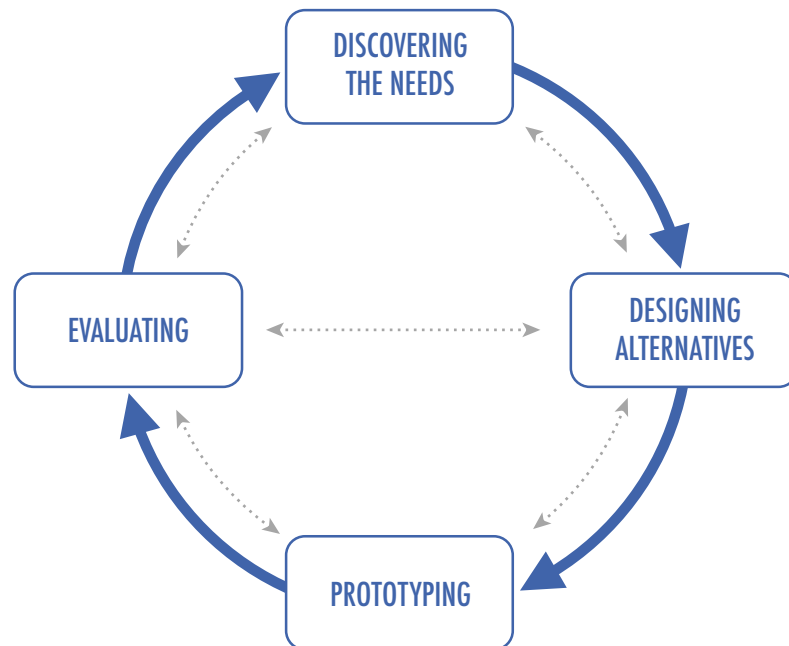 DISCOVERING
THE NEEDS
EVALUATING
DESIGNING
ALTERNATIVES
PROTOTYPING